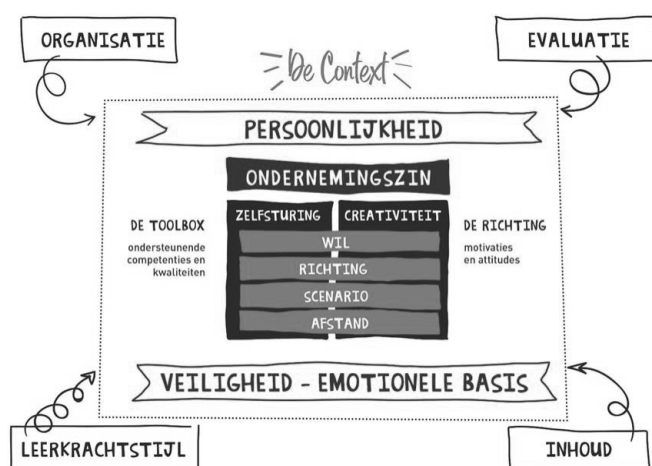 ORGANISATIE
EVALUATIE
De Context
PERSOONLIJKHEID
ONDERNEMINGSZIN
ZELFSTURING
CREATIVITEIT
DE TOOLBOX
ondersteunende
competenties en
kwaliteiten
WIL
RICHTING
SCENARIO
AFSTAND
DE RICHTING
motivaties
en attitudes
VEILIGHEID - EMOTIONELE BASIS
LEERKRACHTSTIJL
INHOUD